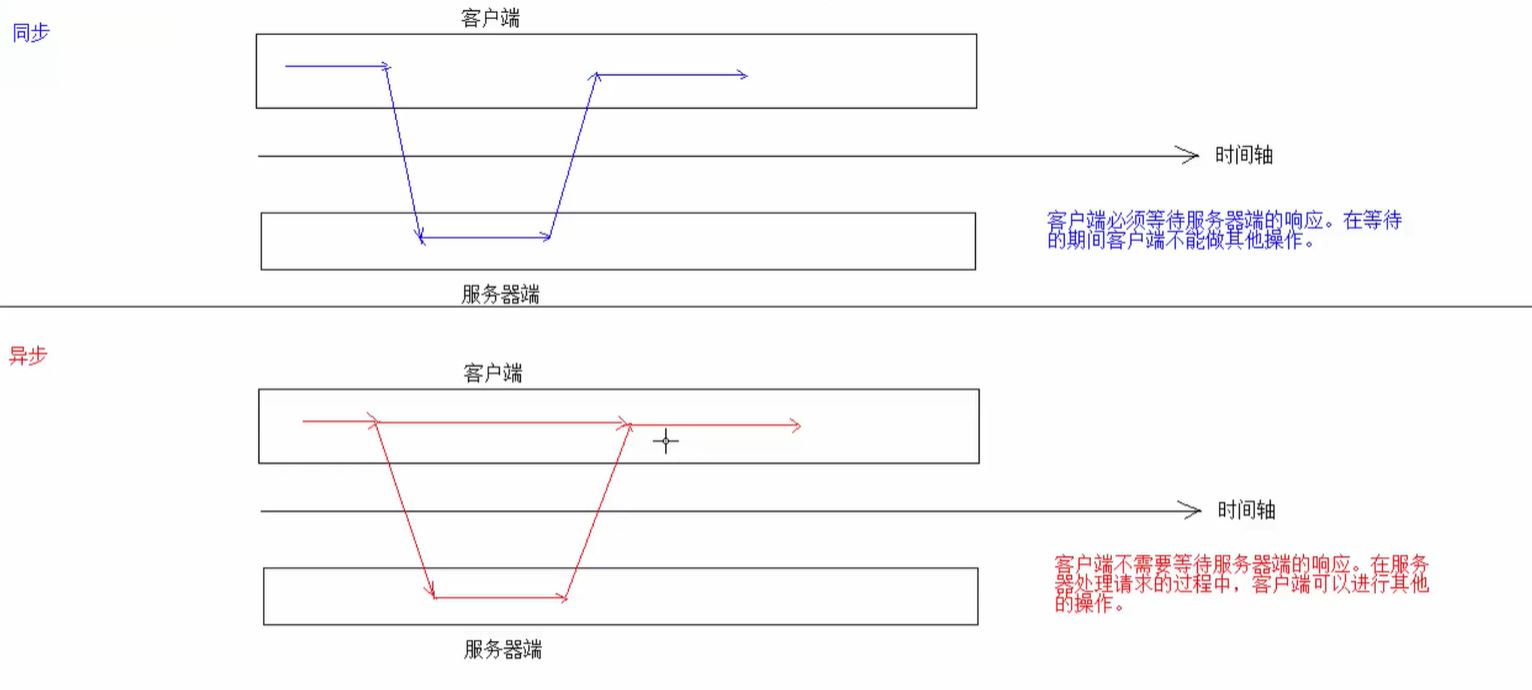 同步
客户端
时间轴
客户端必须等待服务器端的响应。在等待
的期间客户端不能做其他操作。
服务器端
异步
客户端
时间轴
客户端不需要等待服务器端的响应。在服务
器处理请求的过程中，客户端可以进行其他
的操作。
服务器端